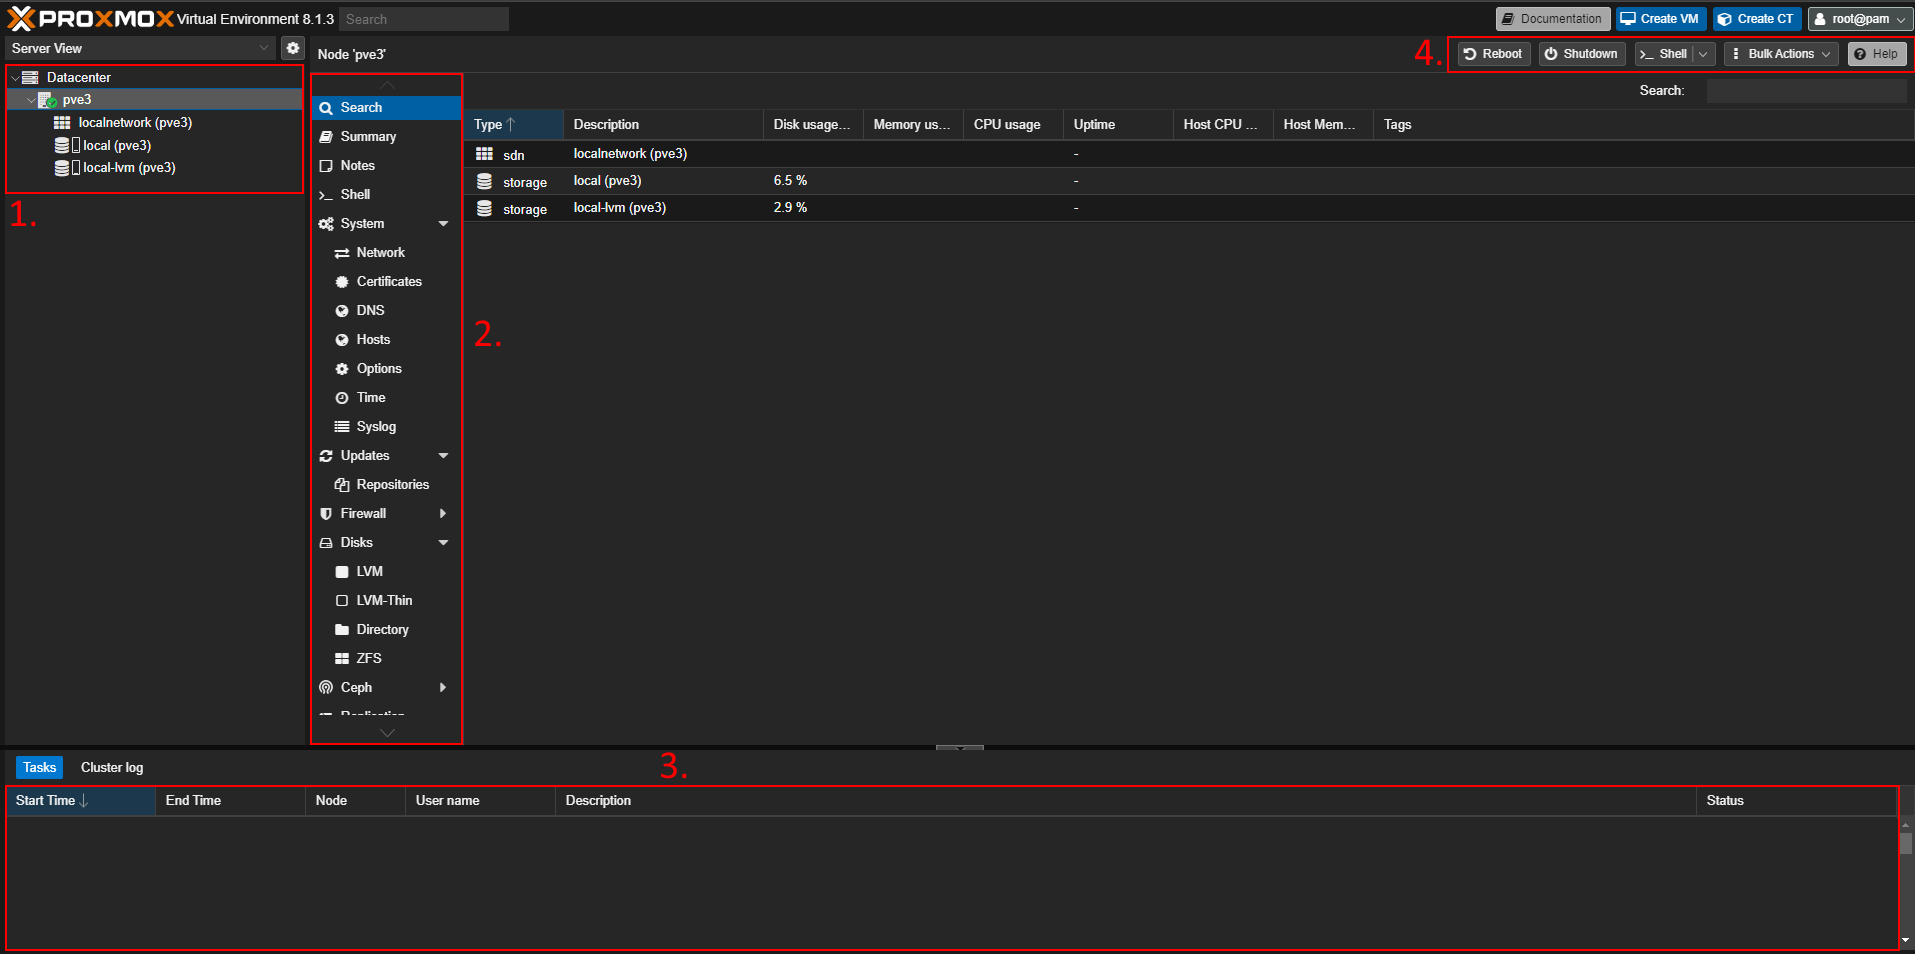 PROXMOX Virtual Environment 8.1.3 Search Documentation Create VM Create CT root@pam
Server View
Node 'pve3'
4.
Reboot Shutdown Shell Bulk Actions Help
Datacenter
pve3
localnetwork (pve3)
local (pve3)
local-lvm (pve3)
1.
Search
Summary
Notes
Shell
System
Network
Certificates
DNS
Hosts
Options
Time
Syslog
Updates
Repositories
Firewall
Disks
LVM
LVM-Thin
Directory
ZFS
Ceph
Replication
2.
Search:
Type Description Disk usage... Memory us... CPU usage Uptime Host CPU ... Host Mem... Tags
sdn localnetwork (pve3) -
storage local (pve3) 6.5 % -
storage local-lvm (pve3) 2.9 % -
3.
Tasks Cluster log
Start Time End Time Node User name Description Status